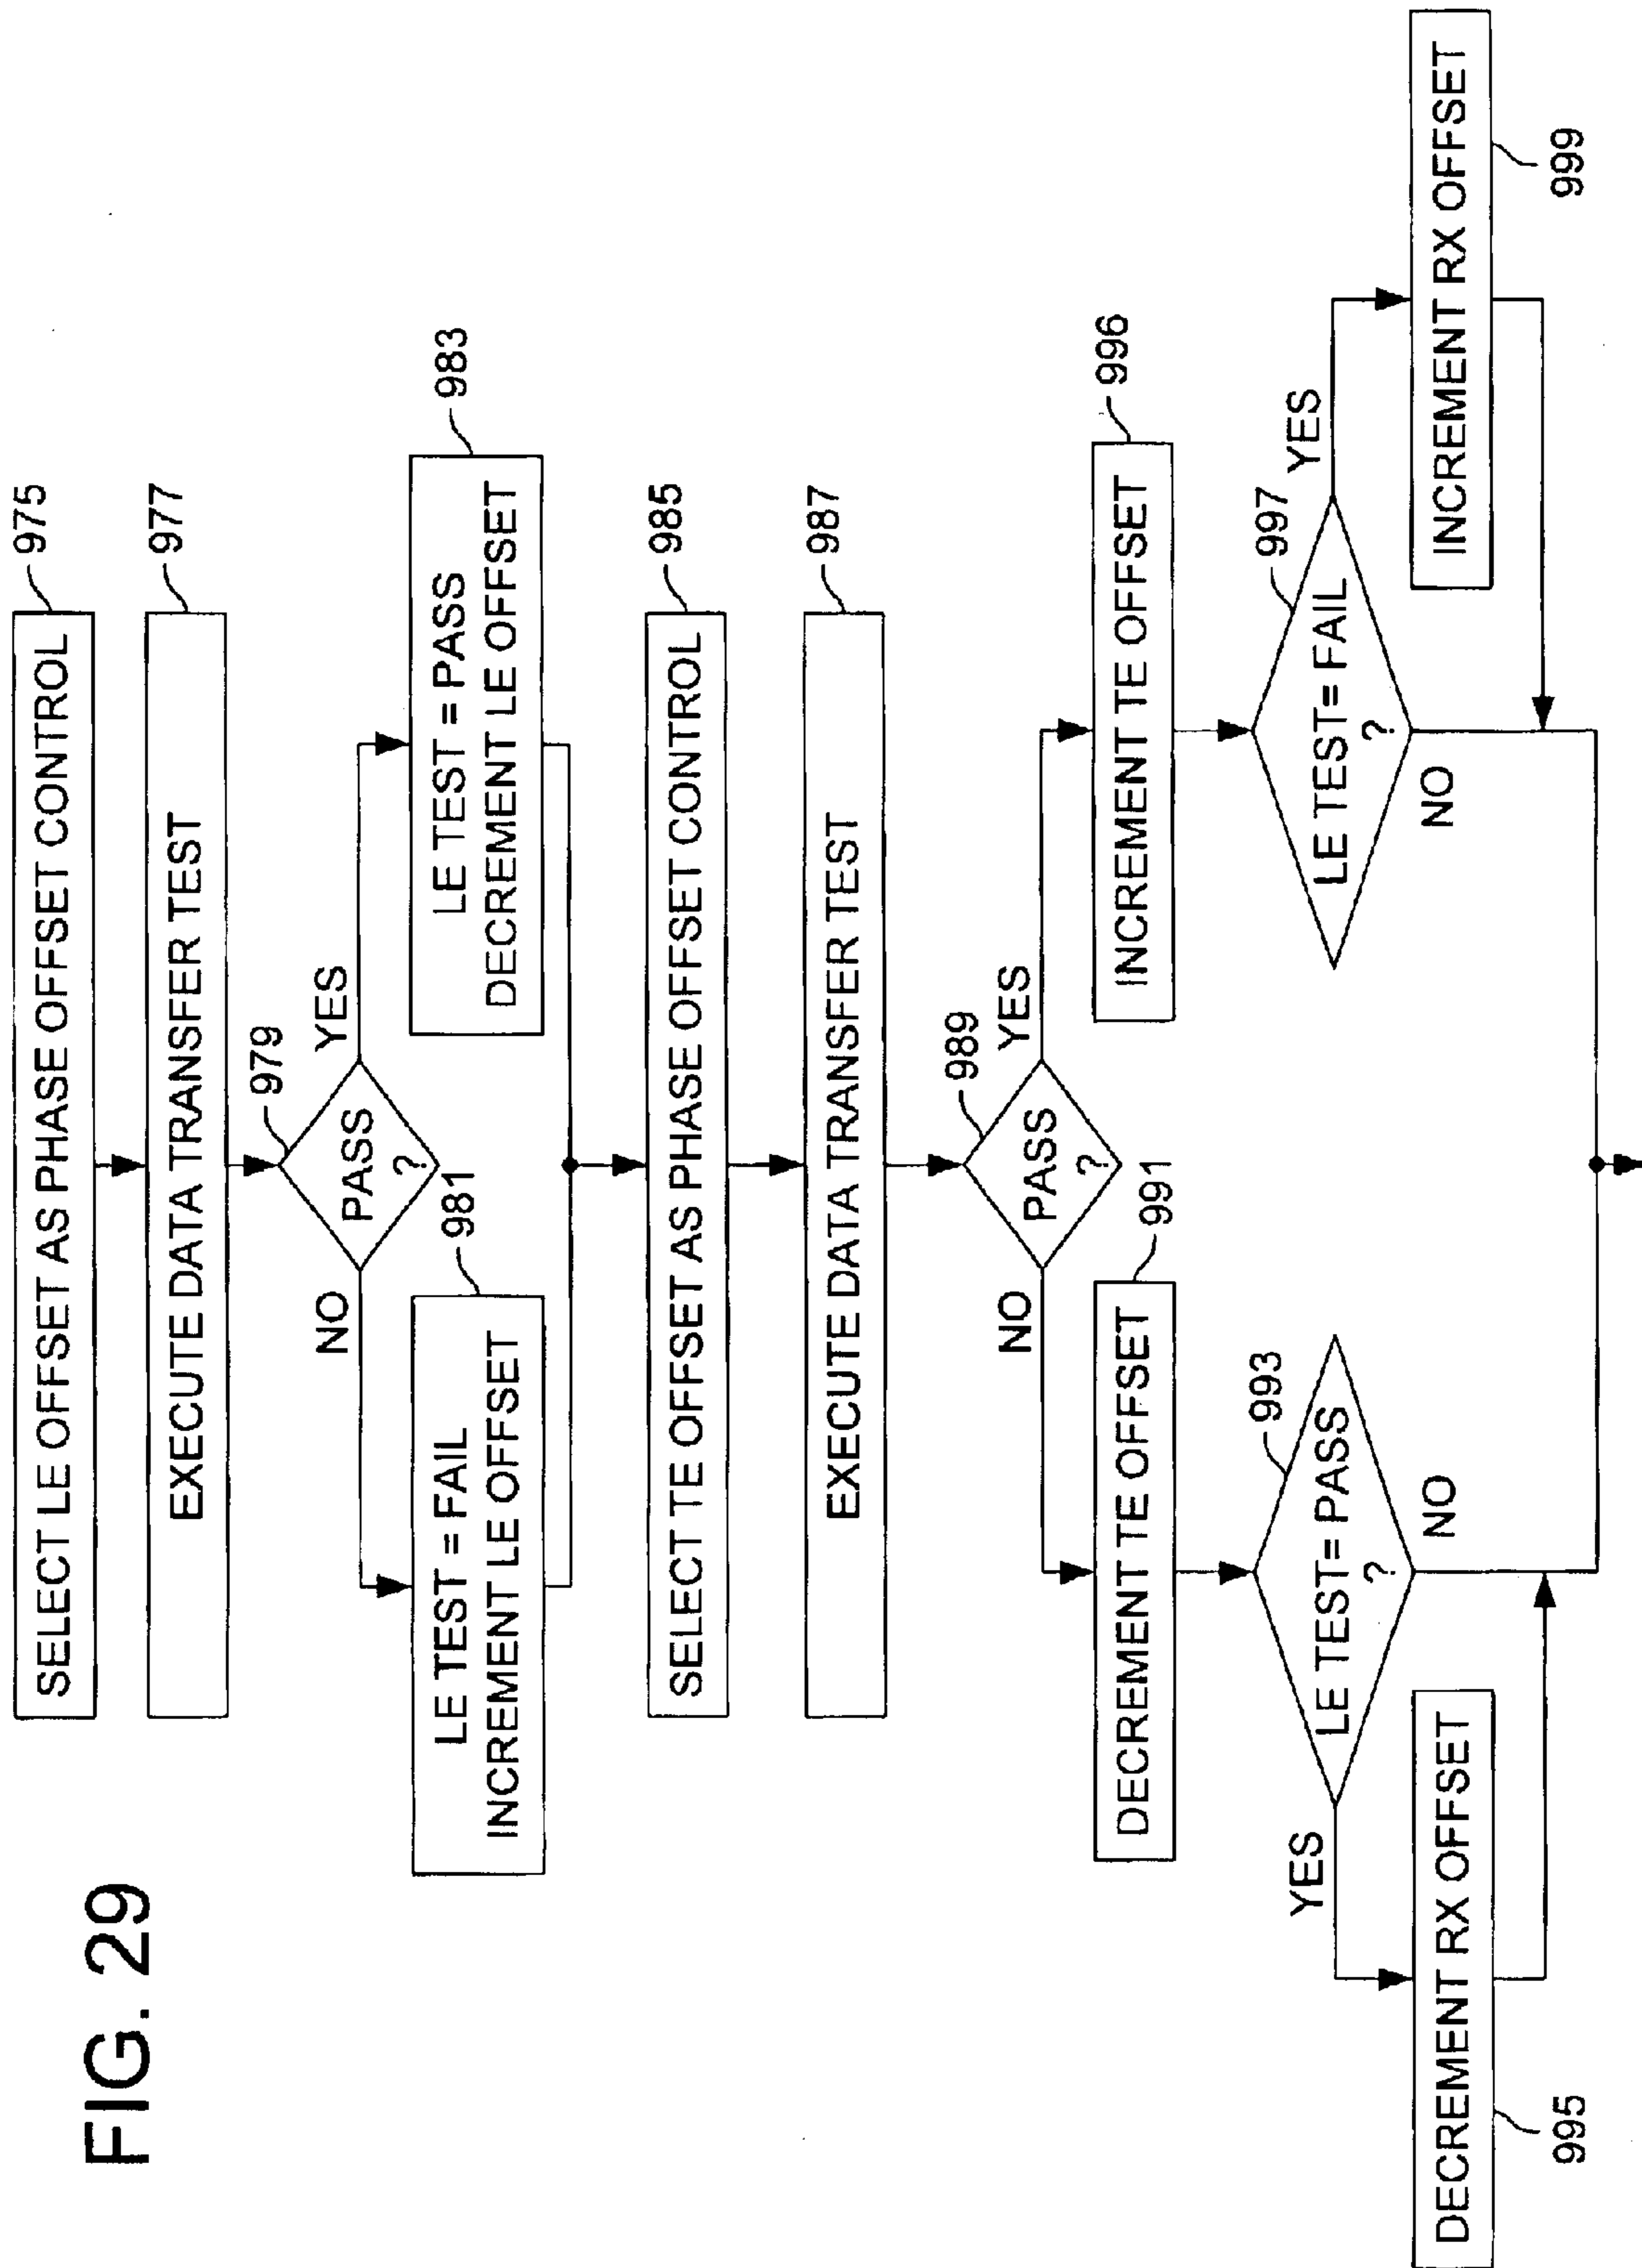 FIG. 29
SELECT LE OFFSET AS PHASE OFFSET CONTROL
975
EXECUTE DATA TRANSFER TEST
977
979
PASS
?
NO
YES
981
LE TEST = FAIL
INCREMENT LE OFFSET
983
LE TEST = PASS
DECREMENT LE OFFSET
SELECT TE OFFSET AS PHASE OFFSET CONTROL
985
EXECUTE DATA TRANSFER TEST
987
989
PASS
?
NO
YES
991
DECREMENT TE OFFSET
INCREMENT TE OFFSET
996
993
LE TEST= PASS
?
YES
NO
997
LE TEST= FAIL
?
NO
YES
DECREMENT RX OFFSET
995
INCREMENT RX OFFSET
999